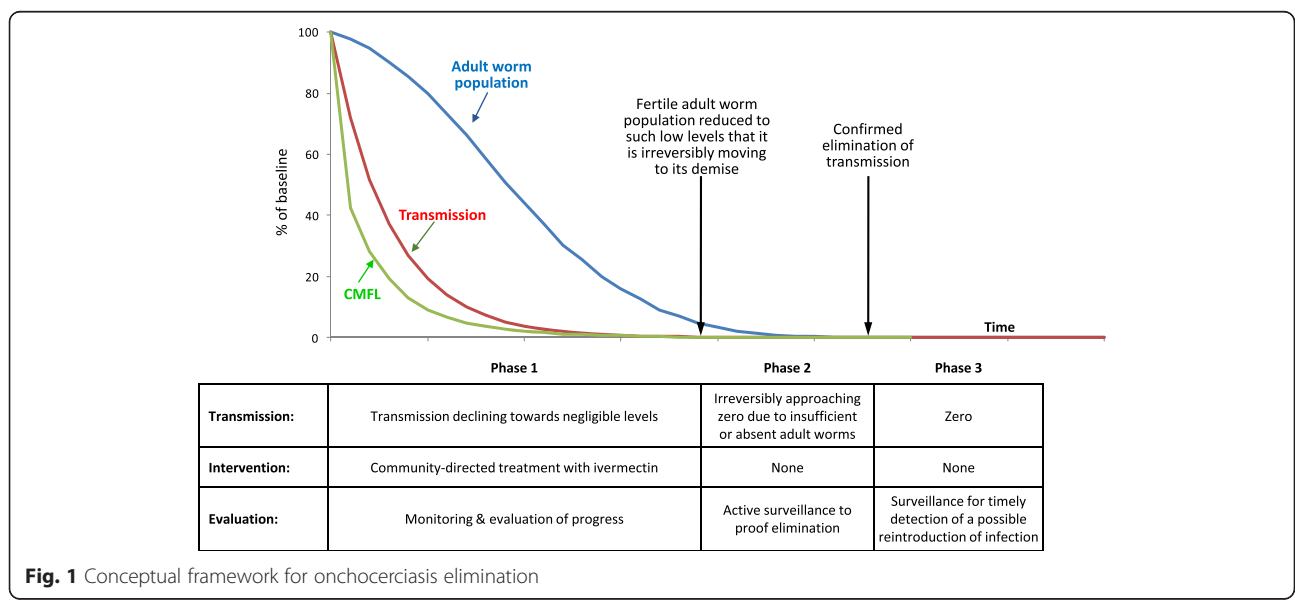 100
80
60
40
20
0
% of baseline
Adult worm
population
Transmission
CMFL
Fertile adult worm
population reduced to
such low levels that it
is irreversibly moving
to its demise
Confirmed
elimination of
transmission
Time
Phase 1
Phase 2
Phase 3
Transmission:
Transmission declining towards negligible levels
Irreversibly approaching
zero due to insufficient
or absent adult worms
Zero
Intervention:
Community-directed treatment with ivermectin
None
None
Evaluation:
Monitoring & evaluation of progress
Active surveillance to
proof elimination
Surveillance for timely
detection of a possible
reintroduction of infection
Fig. 1 Conceptual framework for onchocerciasis elimination